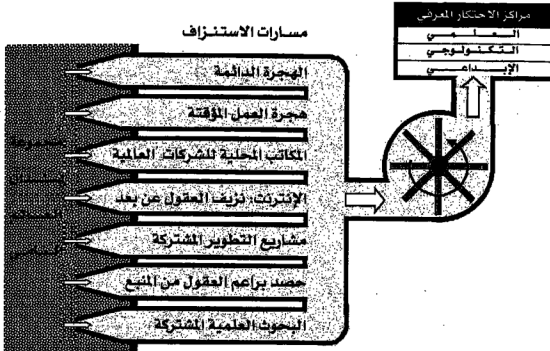 مراكز الاحتكار المعرفي
العلمي
التكنولوجي
الإبداعي
مسارات الاستنزاف
الهجرة الدائمة
هجرة العمل المؤقتة
المكاتب المحلية للشركات العالمية
الإنترنت، نزيف العقول عن بعد
مشاريع التطوير المشتركة
حصد براعم العقول من المنبع
البحوث العلمية المشتركة